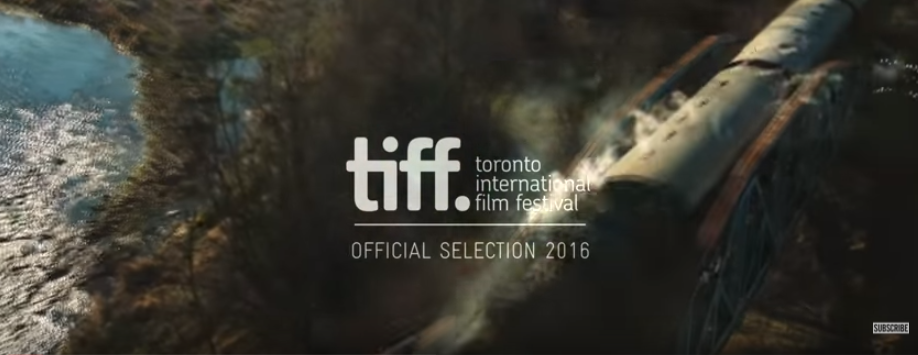 tiff. toronto
international
film festival
OFFICIAL SELECTION 2016
SUBSCRIBE